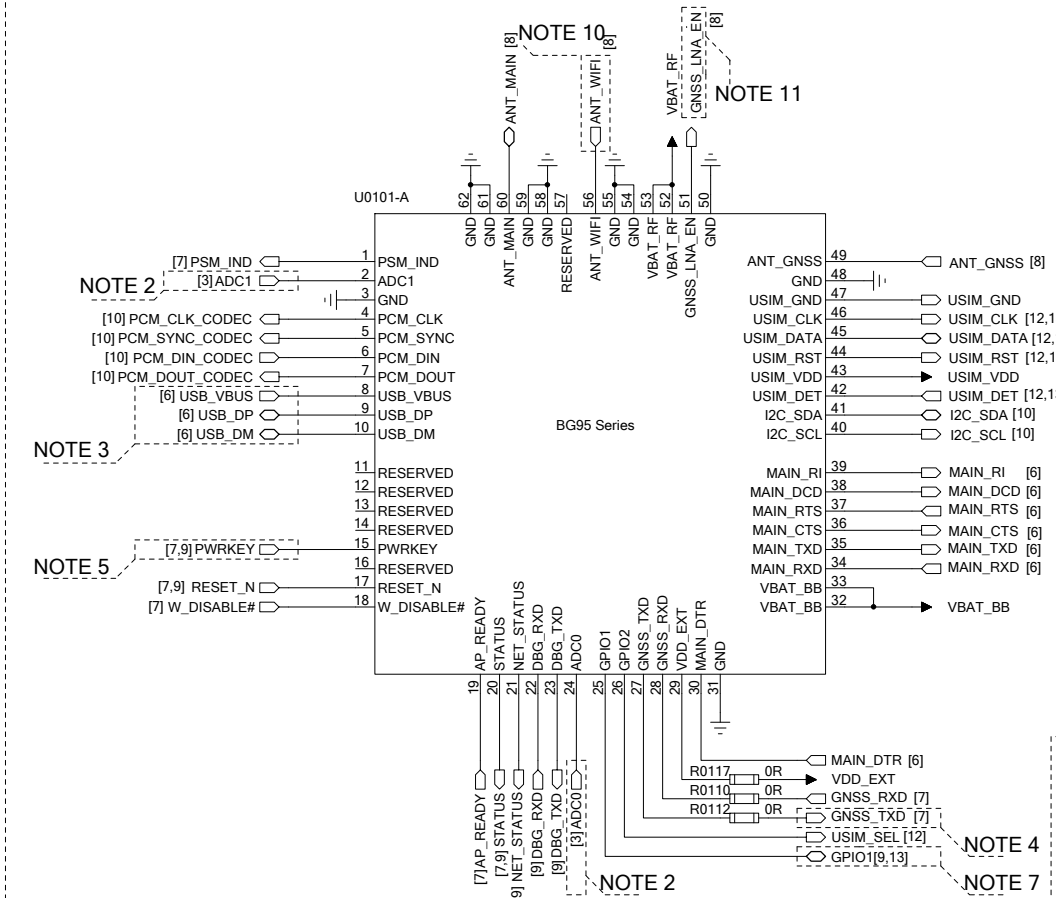 NOTE 10
NOTE 11
ANT_MAIN [8]
ANT_WIFI [8]
VBAT_RF
GNSS_LNA_EN [8]
U0101-A
62 GND
61 GND
60 ANT_MAIN
59 GND
58 GND
57 RESERVED
56 ANT_WIFI
55 GND
54 GND
53 VBAT_RF
52 VBAT_RF
51 GNSS_LNA_EN
50 GND
[7] PSM_IND 1 PSM_IND
NOTE 2 [3] ADC1 2 ADC1
3 GND
[10] PCM_CLK_CODEC 4 PCM_CLK
[10] PCM_SYNC_CODEC 5 PCM_SYNC
[10] PCM_DIN_CODEC 6 PCM_DIN
[10] PCM_DOUT_CODEC 7 PCM_DOUT
[6] USB_VBUS 8 USB_VBUS
[6] USB_DP 9 USB_DP
[6] USB_DM 10 USB_DM
NOTE 3
11 RESERVED
12 RESERVED
13 RESERVED
14 RESERVED
[7,9] PWRKEY 15 PWRKEY
NOTE 5
16 RESERVED
[7,9] RESET_N 17 RESET_N
[7] W_DISABLE# 18 W_DISABLE#
BG95 Series
ANT_GNSS 49 ANT_GNSS [8]
GND 48
USIM_GND 47 USIM_GND
USIM_CLK 46 USIM_CLK [12,1
USIM_DATA 45 USIM_DATA [12,
USIM_RST 44 USIM_RST [12,1
USIM_VDD 43 USIM_VDD
USIM_DET 42 USIM_DET [12,1
I2C_SDA 41 I2C_SDA [10]
I2C_SCL 40 I2C_SCL [10]
MAIN_RI 39 MAIN_RI [6]
MAIN_DCD 38 MAIN_DCD [6]
MAIN_RTS 37 MAIN_RTS [6]
MAIN_CTS 36 MAIN_CTS [6]
MAIN_TXD 35 MAIN_TXD [6]
MAIN_RXD 34 MAIN_RXD [6]
VBAT_BB 33
VBAT_BB 32 VBAT_BB
AP_READY 19 [7] AP_READY
STATUS 20 [7,9] STATUS
NET_STATUS 21 9] NET_STATUS
DBG_RXD 22 [9] DBG_RXD
DBG_TXD 23 [9] DBG_TXD
ADC0 24 [3] ADC0
NOTE 2
GPIO1 25
GPIO2 26
GNSS_TXD 27
GNSS_RXD 28
VDD_EXT 29
MAIN_DTR 30
GND 31
MAIN_DTR [6]
R0117 0R VDD_EXT
R0110 0R GNSS_RXD [7]
R0112 0R GNSS_TXD [7]
USIM_SEL [12]
NOTE 4
GPIO1[9,13]
NOTE 7